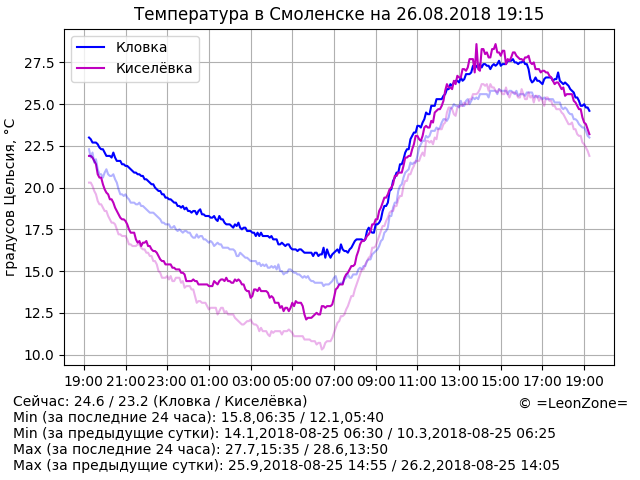 Температура в Смоленске на 26.08.2018 19:15
Кловка
Киселёвка
градусов Цельсия, °C
27.5
25.0
22.5
20.0
17.5
15.0
12.5
10.0
19:00 21:00 23:00 01:00 03:00 05:00 07:00 09:00 11:00 13:00 15:00 17:00 19:00
Сейчас: 24.6 / 23.2 (Кловка / Киселёвка)
© =LeonZone=
Min (за последние 24 часа): 15.8,06:35 / 12.1,05:40
Min (за предыдущие сутки): 14.1,2018-08-25 06:30 / 10.3,2018-08-25 06:25
Max (за последние 24 часа): 27.7,15:35 / 28.6,13:50
Max (за предыдущие сутки): 25.9,2018-08-25 14:55 / 26.2,2018-08-25 14:05